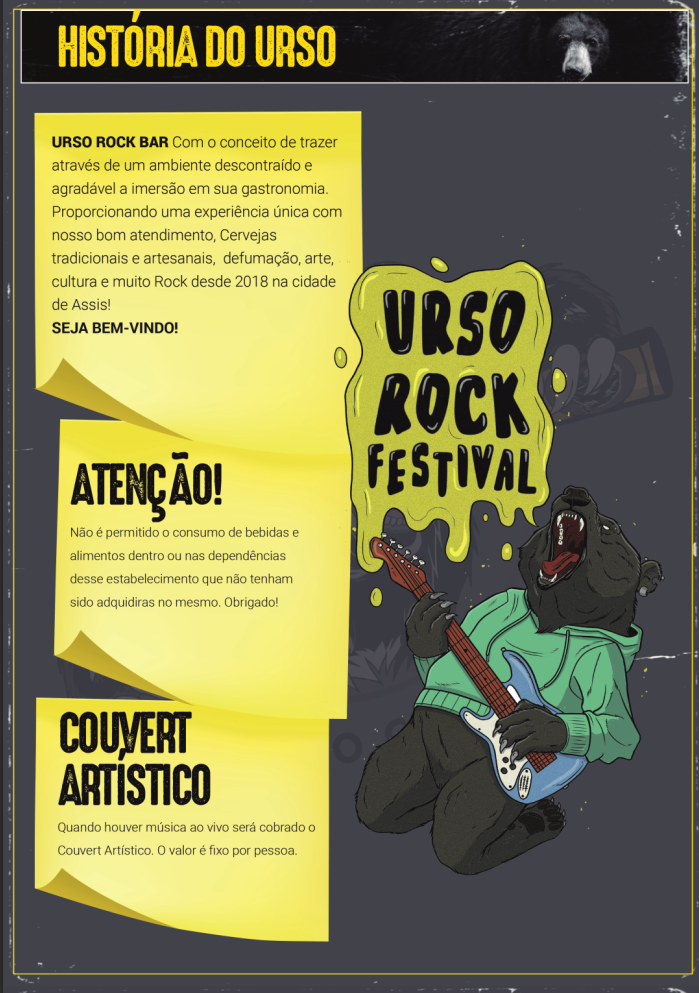 HISTÓRIA DO URSO
URSO ROCK BAR Com o conceito de trazer
através de um ambiente descontraído e
agradável a imersão em sua gastronomia.
Proporcionando uma experiência única com
nosso bom atendimento, Cervejas
tradicionais e artesanais, defumação, arte,
cultura e muito Rock desde 2018 na cidade
de Assis!
SEJA BEM-VINDO!
URSO
ROCK
FESTIVAL
ATENÇÃO!
Não é permitido o consumo de bebidas e
alimentos dentro ou nas dependências
desse estabelecimento que não tenham
sido adquidiras no mesmo. Obrigado!
COUVERT
ARTÍSTICO
Quando houver música ao vivo será cobrado o
Couvert Artístico. O valor é fixo por pessoa.